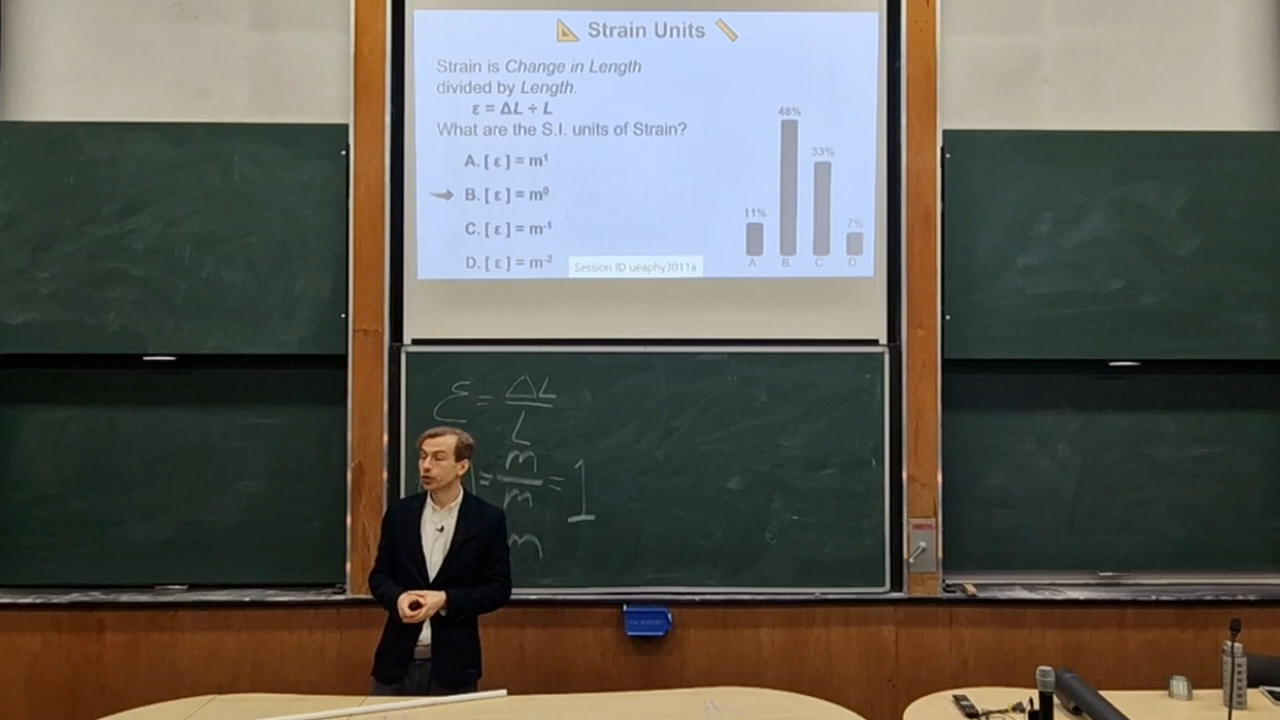 Strain Units
Strain is Change in Length
divided by Length.
ε = ΔL ÷ L
What are the S.I. units of Strain?
A. [ ε ] = m¹
B. [ ε ] = m⁰
C. [ ε ] = m⁻¹
D. [ ε ] = m⁻²
11%
48%
33%
7%
A.
B.
C.
D.
Session ID ueaphy3011a
ε = ΔL
L
= m
m
= 1
m